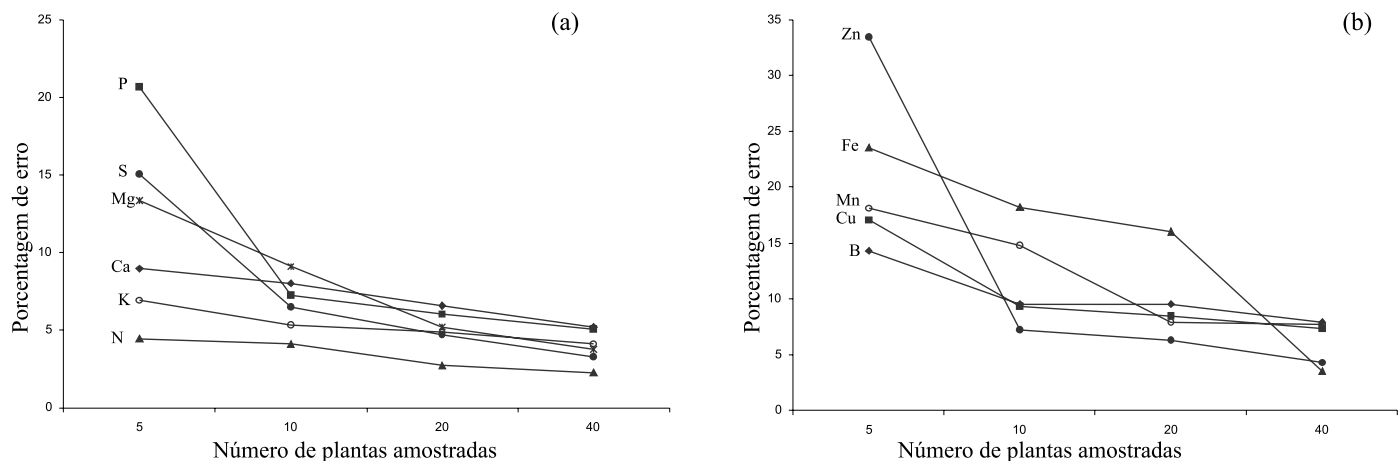 (a)
25
20
15
10
5
0
Porcentagem de erro
P
S
Mg
Ca
K
N
5 10 20 40
Número de plantas amostradas
(b)
35
30
25
20
15
10
5
0
Porcentagem de erro
Zn
Fe
Mn
Cu
B
5 10 20 40
Número de plantas amostradas